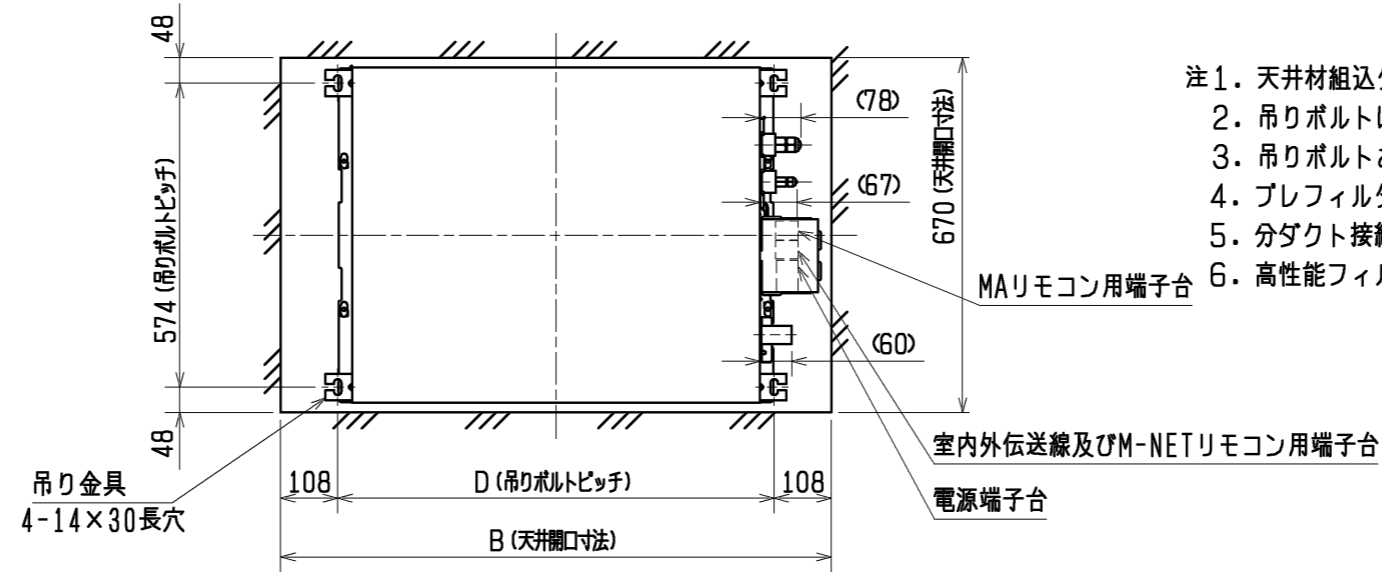 48
574 (吊りボルトピッチ)
48
(78)
(67)
(60)
670 (天井開口寸法)
MAリモコン用端子台
室内外伝送線及びM-NETリモコン用端子台
電源端子台
吊り金具
4-14×30長穴
108
D (吊りボルトピッチ)
108
B (天井開口寸法)
注1. 天井材組込
2. 吊りボルト
3. 吊りボルト
4. プレフィル
5. 分ダクト接
6. 高性能フィ